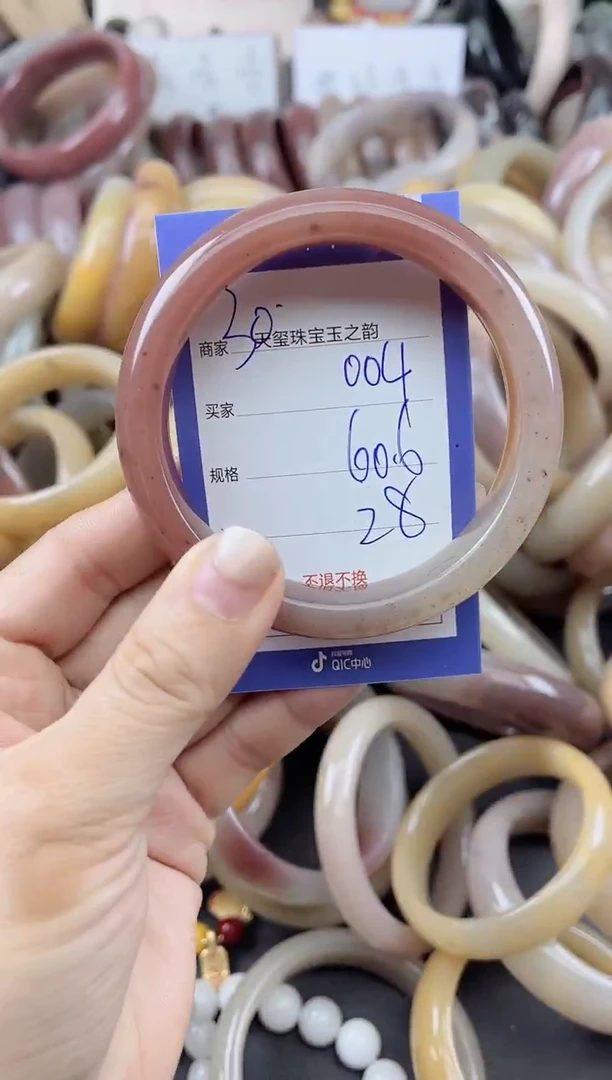 30.
商家 天玺珠宝玉之韵
买家 004
规格 60.6
28
不退不换
抖音电商
QIC中心